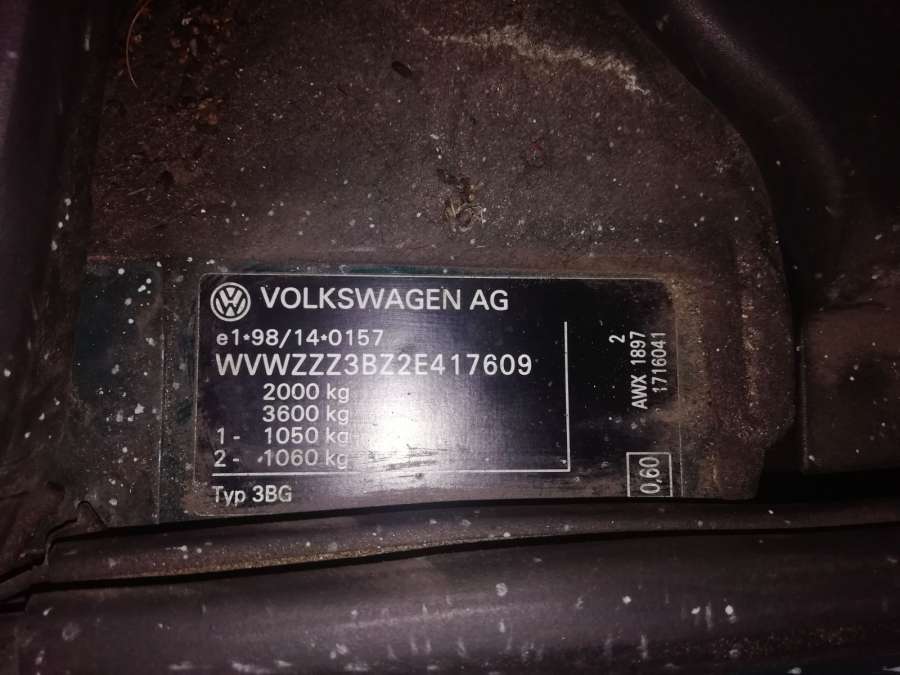 VOLKSWAGEN AG
e1*98/14*0157
WVWZZZ3BZ2E417609
2000 kg
3600 kg
1- 1050 kg
2- 1060 kg
Typ 3BG
2
AWX 1897
1716041
0,60